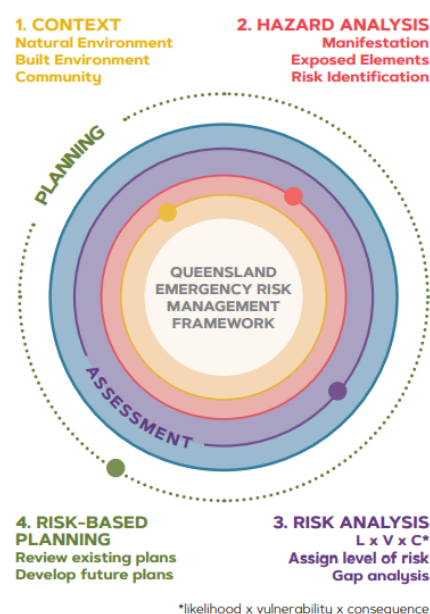 1. CONTEXT
Natural Environment
Built Environment
Community
2. HAZARD ANALYSIS
Manifestation
Exposed Elements
Risk Identification
PLANNING
QUEENSLAND
EMERGENCY RISK
MANAGEMENT
FRAMEWORK
ASSESSMENT
4. RISK-BASED
PLANNING
Review existing plans
Develop future plans
3. RISK ANALYSIS
L x V x C*
Assign level of risk
Gap analysis
*likelihood x vulnerability x consequence